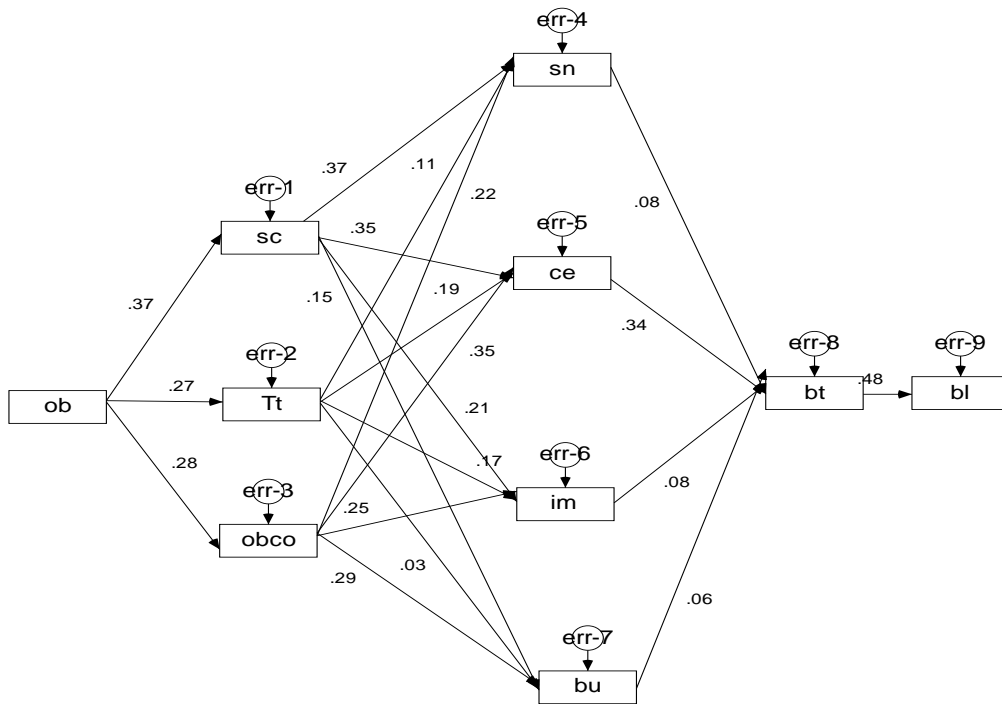 err-4
sn
.37
.11
.22
err-1
sc
.08
.35
err-5
ce
.15
.19
.37
.34
.35
err-2
Tt
err-8
bt
err-9
bl
.48
ob
.27
.21
.28
.17
err-6
im
.08
err-3
obco
.25
.03
.29
.06
err-7
bu